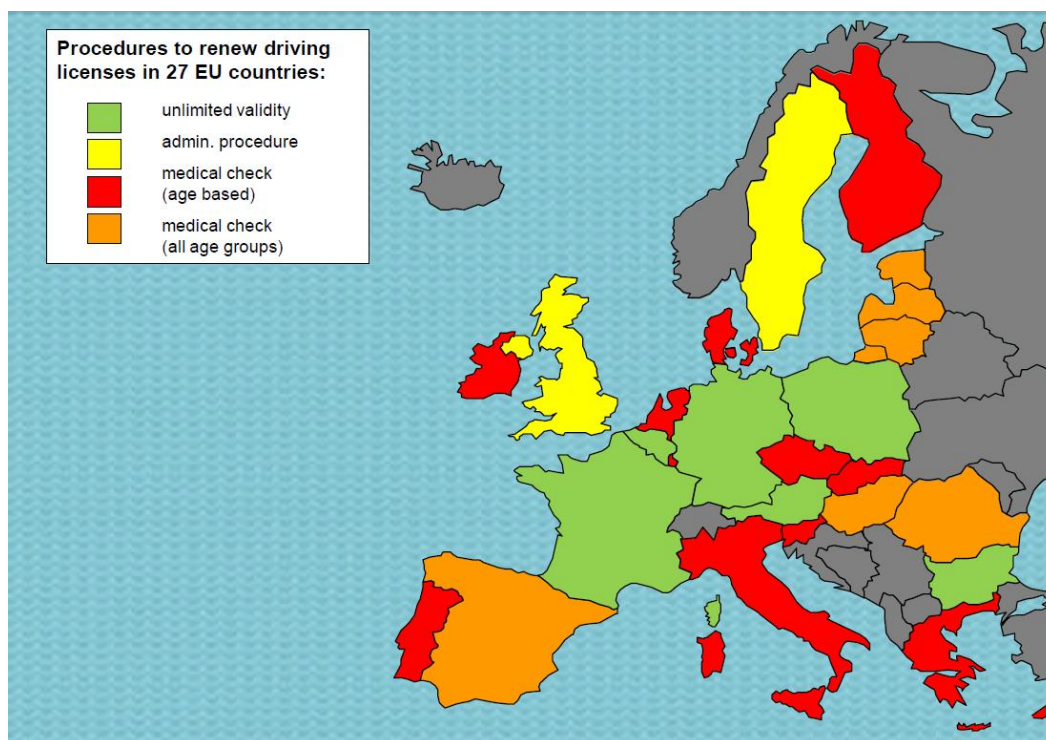 Procedures to renew driving
licenses in 27 EU countries:
unlimited validity
admin. procedure
medical check
(age based)
medical check
(all age groups)